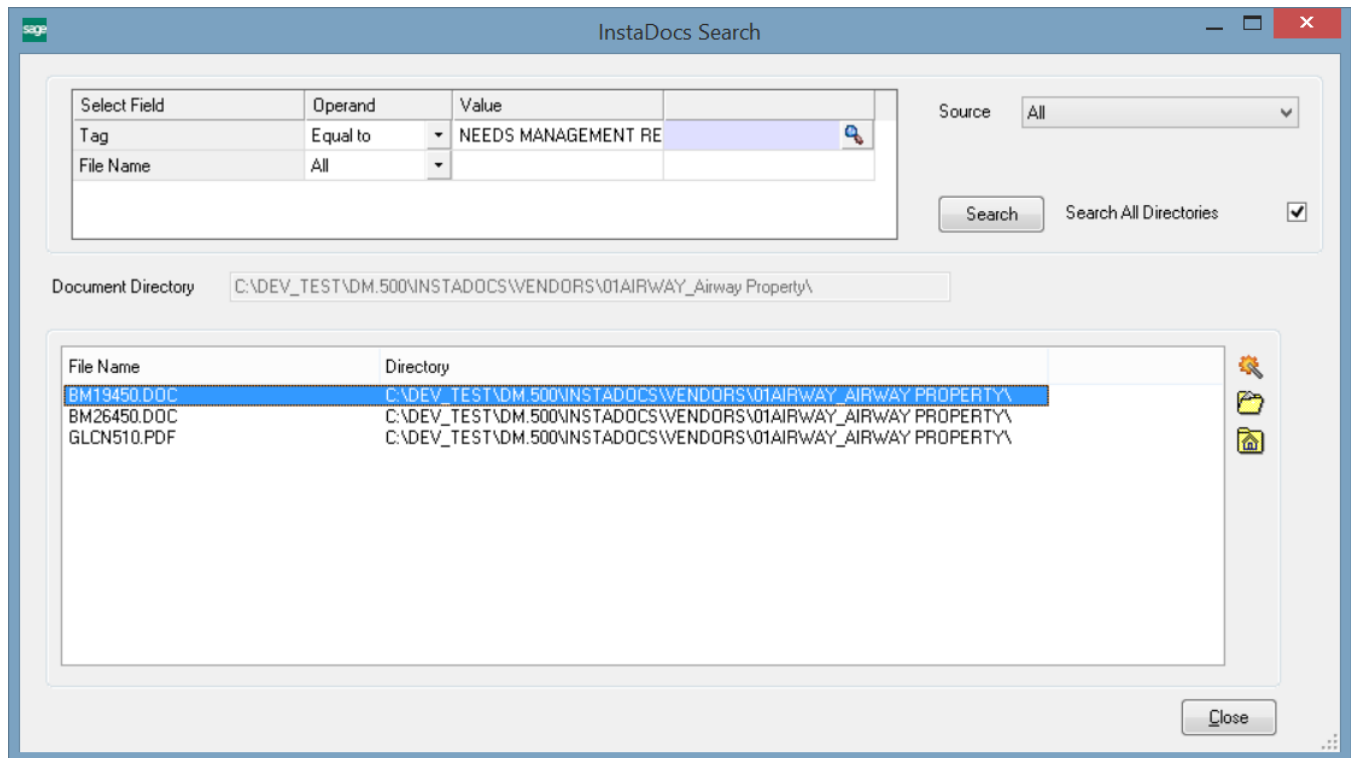 sage InstaDocs Search
Select Field Operand Value
Tag Equal to NEEDS MANAGEMENT RE
File Name All
Source All
Search Search All Directories
Document Directory C:\DEV_TEST\DM.500\INSTADOCS\VENDORS\01AIRWAY_Airway Property\
File Name Directory
BM19450.DOC C:\DEV_TEST\DM.500\INSTADOCS\VENDORS\01AIRWAY_AIRWAY PROPERTY\
BM26450.DOC C:\DEV_TEST\DM.500\INSTADOCS\VENDORS\01AIRWAY_AIRWAY PROPERTY\
GLCN510.PDF C:\DEV_TEST\DM.500\INSTADOCS\VENDORS\01AIRWAY_AIRWAY PROPERTY\
Close